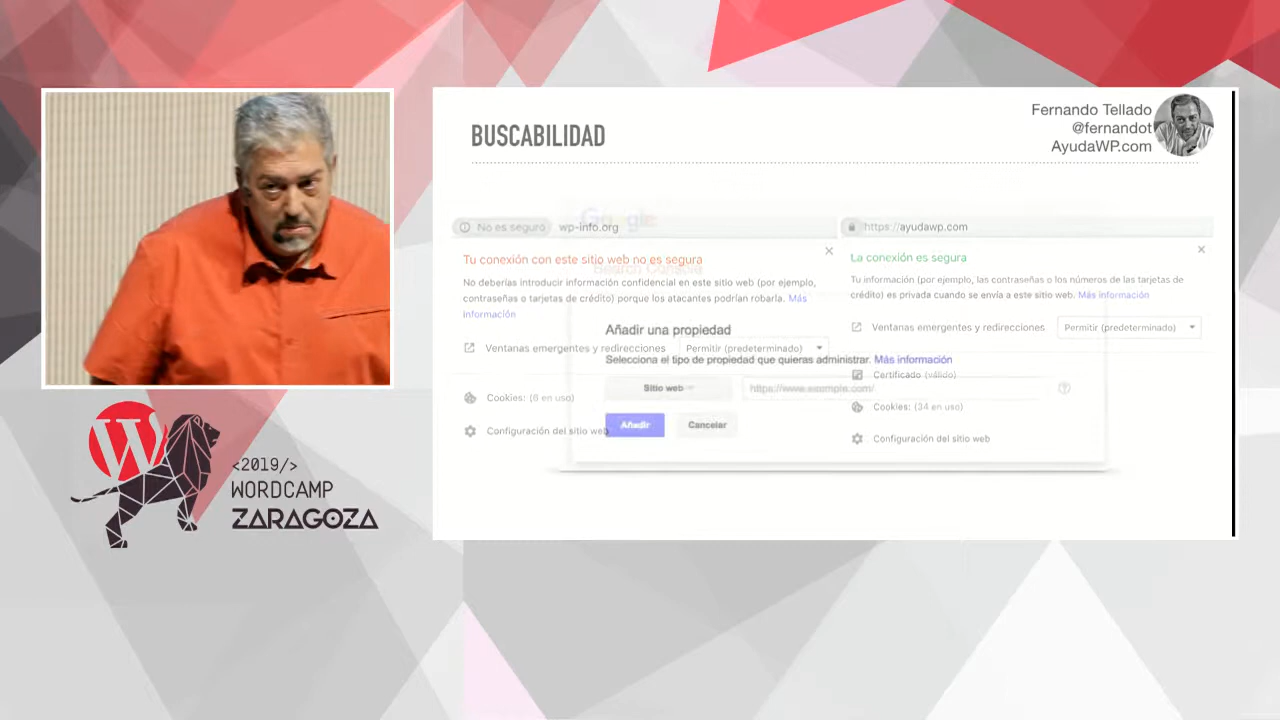 BUSCABILIDAD
Fernando Tellado
@fernandot
AyudaWP.com
No es seguro wp-info.org
Tu conexión con este sitio web no es segura
No deberías introducir información confidencial en este sitio web (por ejemplo,
contraseñas o tarjetas de crédito) porque los atacantes podrían robarla. Más
información
Ventanas emergentes y redirecciones Permitir (predeterminado)
Cookies: (6 en uso)
Configuración del sitio web
Google
Search Console
Añadir una propiedad
Selecciona el tipo de propiedad que quieras administrar. Más información
Sitio web https://www.example.com/
Añadir Cancelar
https://ayudawp.com
La conexión es segura
Tu información (por ejemplo, las contraseñas o los números de las tarjetas de
crédito) es privada cuando se envía a este sitio web. Más información
Ventanas emergentes y redirecciones Permitir (predeterminado)
Certificado (válido)
Cookies: (34 en uso)
Configuración del sitio web
W
<2019/>
WORDCAMP
ZARAGOZA